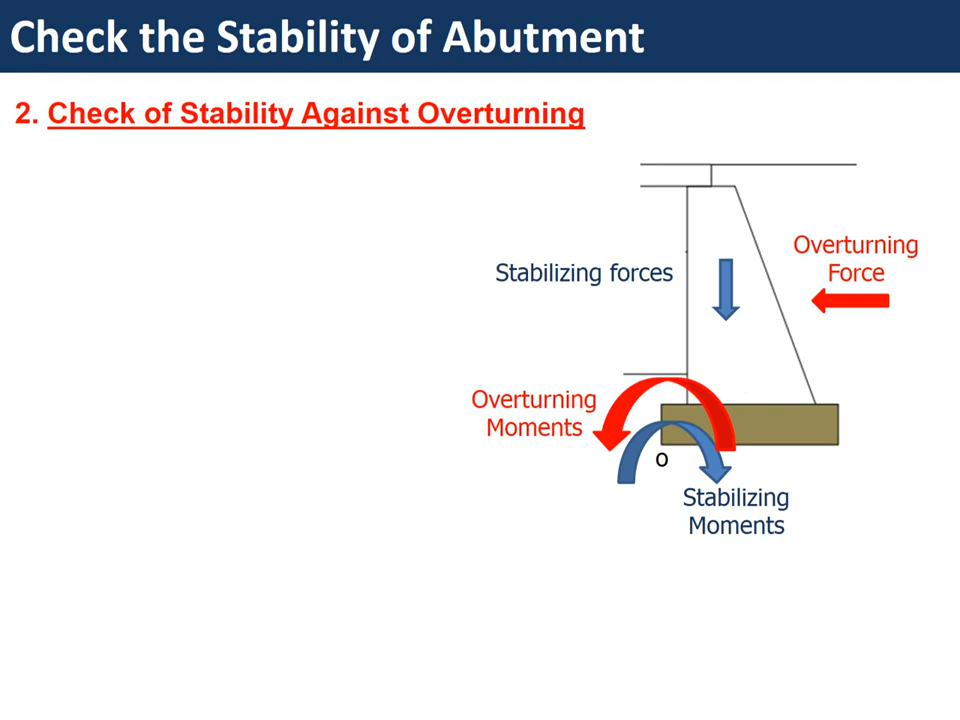 Check the Stability of Abutment
2. Check of Stability Against Overturning
Overturning
Force
Stabilizing forces
Overturning
Moments
o
Stabilizing
Moments